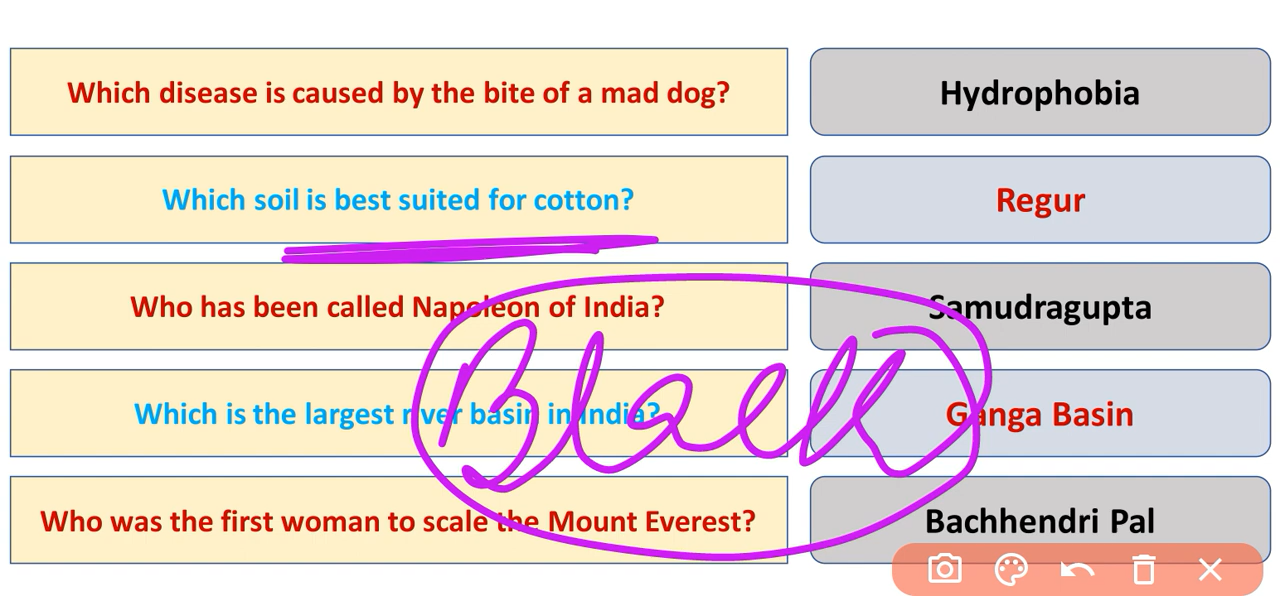 Which disease is caused by the bite of a mad dog? Hydrophobia
Which soil is best suited for cotton? Regur
Who has been called Napoleon of India? Samudragupta
Black
Which is the largest river basin in India? Ganga Basin
Who was the first woman to scale the Mount Everest? Bachhendri Pal